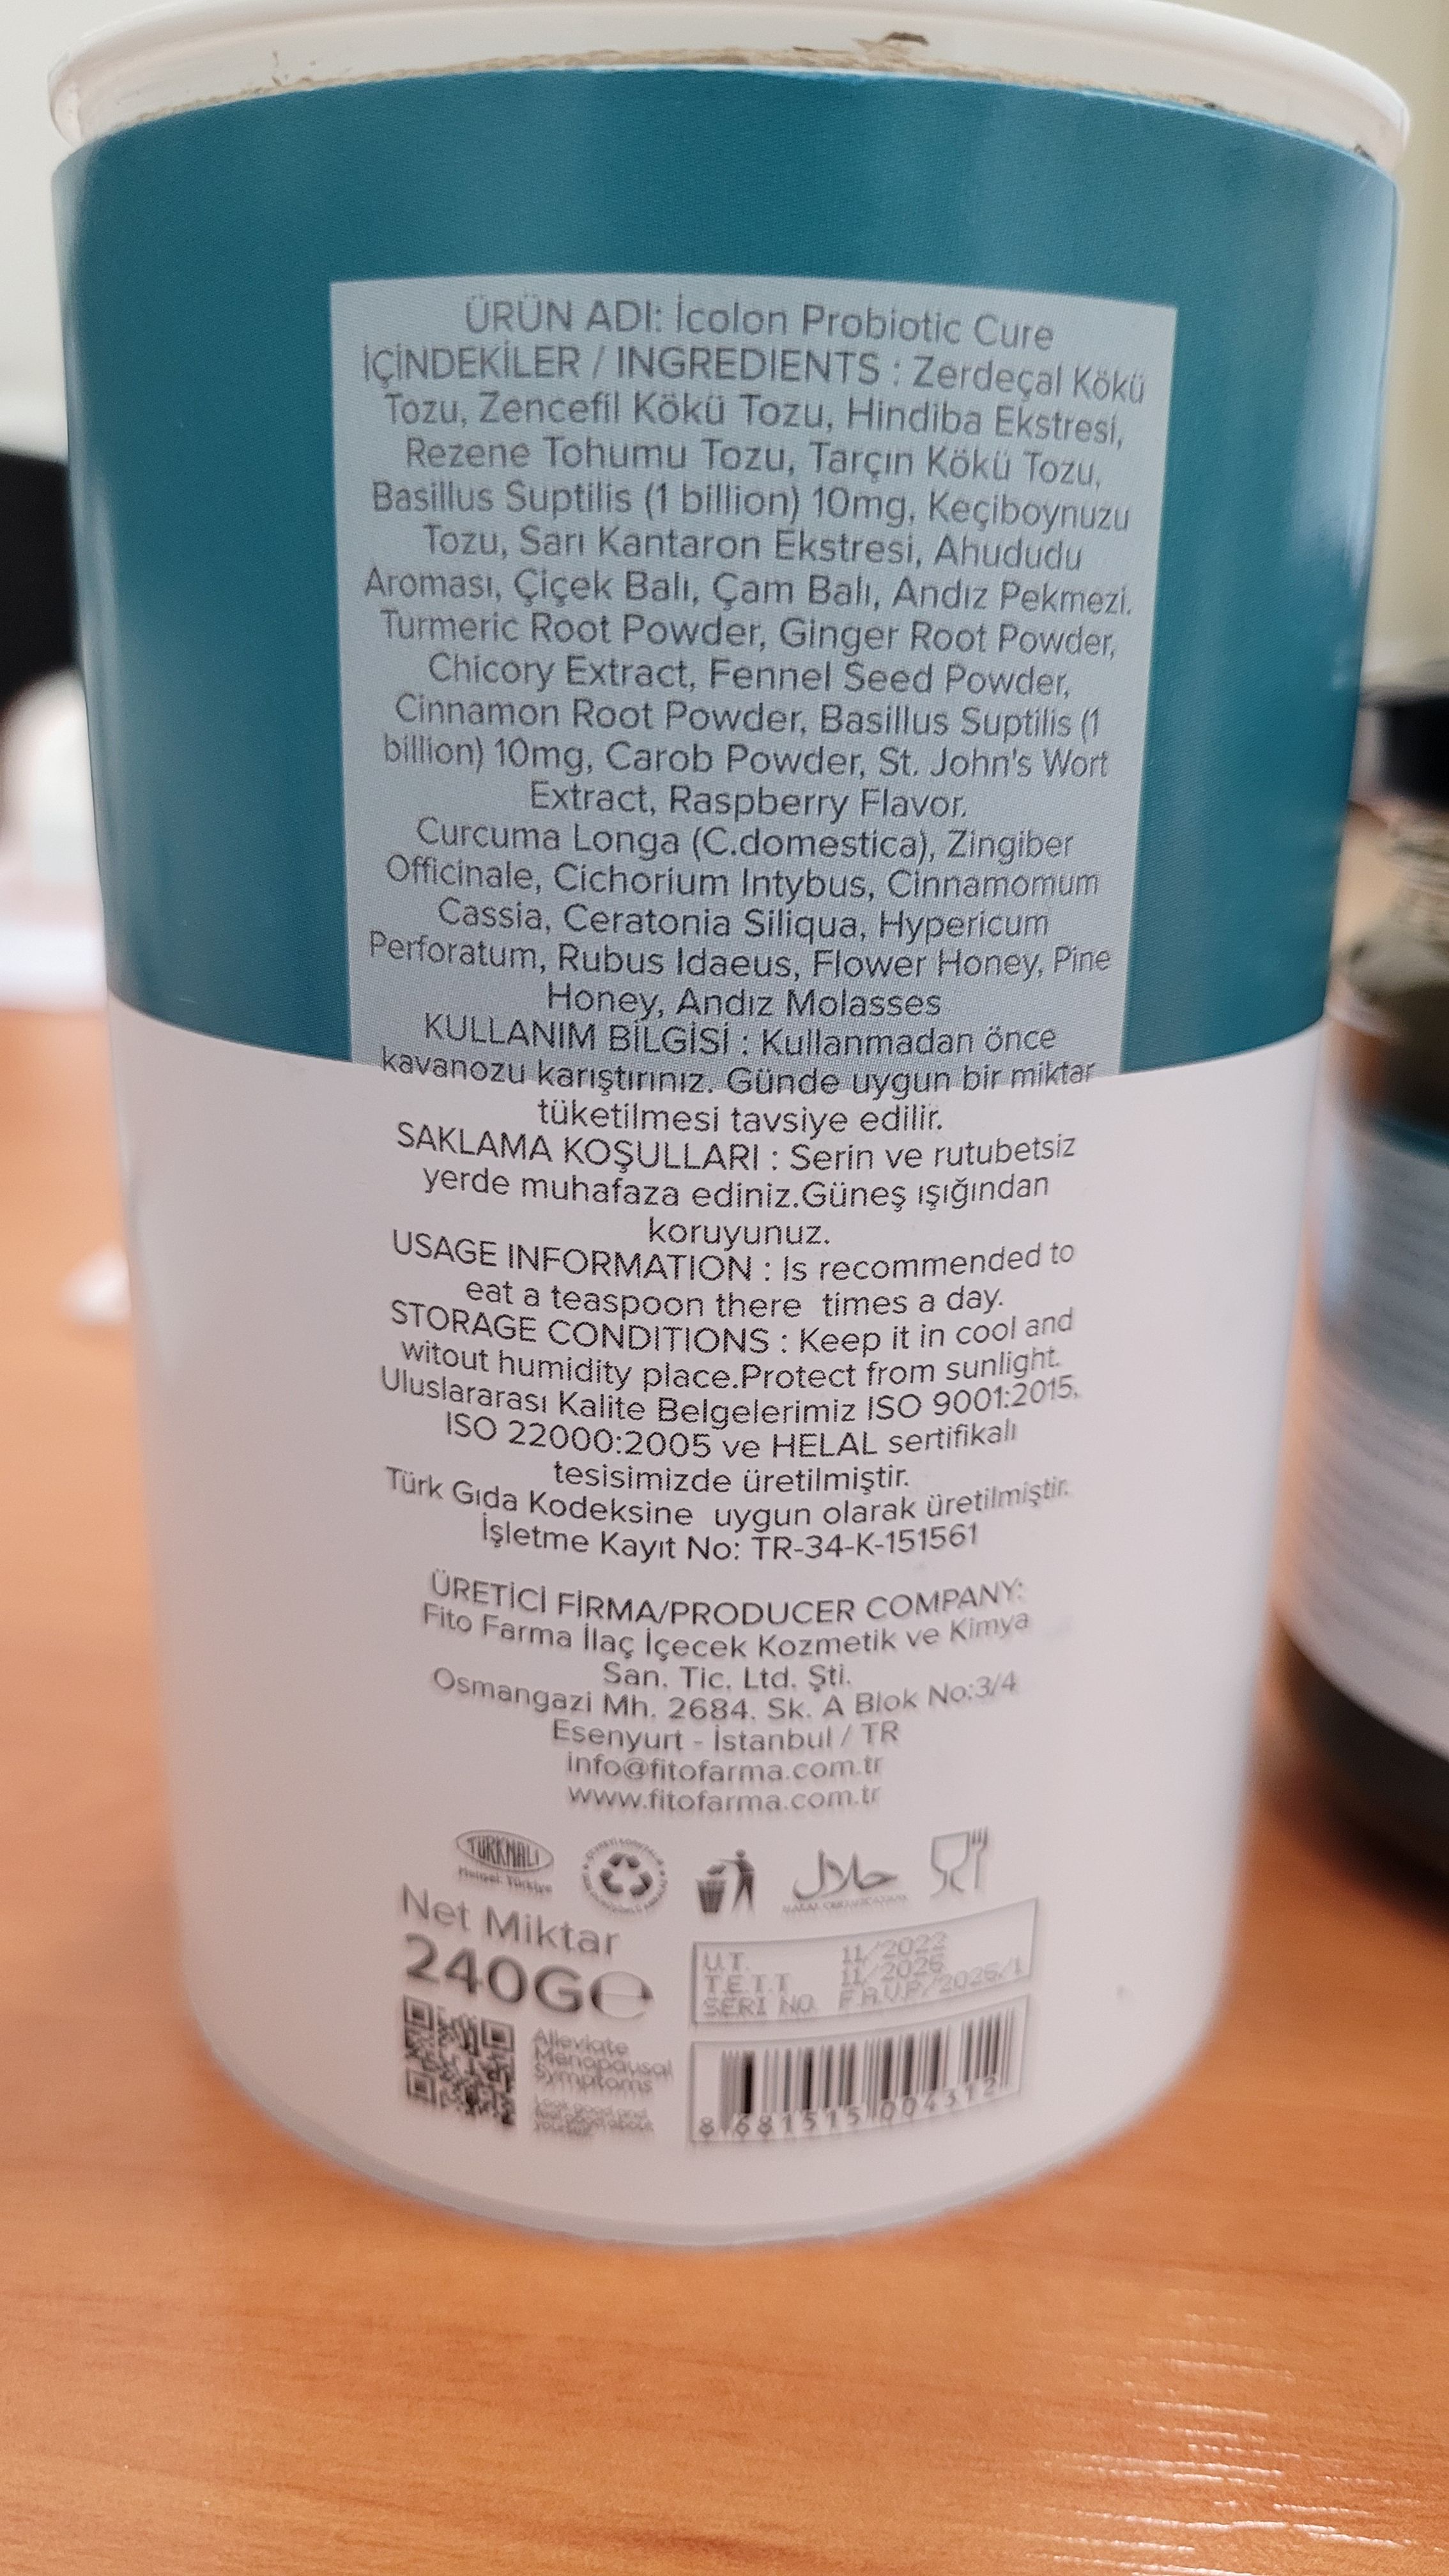 ÜRÜN ADI: İcolon Probiotic Cure
İÇİNDEKİLER / INGREDIENTS : Zerdeçal Kökü
Tozu, Zencefil Kökü Tozu, Hindiba Ekstresi,
Rezene Tohumu Tozu, Tarçın Kökü Tozu,
Basillus Suptilis (1 billion) 10mg, Keçiboynuzu
Tozu, Sarı Kantaron Ekstresi, Ahududu
Aroması, Çiçek Balı, Çam Balı, Andız Pekmezi.
Turmeric Root Powder, Ginger Root Powder,
Chicory Extract, Fennel Seed Powder,
Cinnamon Root Powder, Basillus Suptilis (1
billion) 10mg, Carob Powder, St. John's Wort
Extract, Raspberry Flavor.
Curcuma Longa (C.domestica), Zingiber
Officinale, Cichorium Intybus, Cinnamomum
Cassia, Ceratonia Siliqua, Hypericum
Perforatum, Rubus Idaeus, Flower Honey, Pine
Honey, Andız Molasses
KULLANIM BİLGİSİ : Kullanmadan önce
kavanozu karıştırınız. Günde uygun bir miktar
tüketilmesi tavsiye edilir.
SAKLAMA KOŞULLARI : Serin ve rutubetsiz
yerde muhafaza ediniz.Güneş ışığından
koruyunuz.
USAGE INFORMATION : Is recommended to
eat a teaspoon there times a day.
STORAGE CONDITIONS : Keep it in cool and
witout humidity place.Protect from sunlight.
Uluslararası Kalite Belgelerimiz ISO 9001:2015,
ISO 22000:2005 ve HELAL sertifikalı
tesisimizde üretilmiştir.
Türk Gıda Kodeksine uygun olarak üretilmiştir.
İşletme Kayıt No: TR-34-K-151561
ÜRETİCİ FİRMA/PRODUCER COMPANY:
Fito Farma İlaç İçecek Kozmetik ve Kimya
San. Tic. Ltd. Şti.
Osmangazi Mh. 2684. Sk. A Blok No:3/4
Esenyurt - İstanbul / TR
info@fitofarma.com.tr
www.fitofarma.com.tr
TÜRKMALI
حلال
Net Miktar
240G℮
Ü.T. 11/2023
T.E.T.T 11/2026
SERİ NO.
Alleviate
Menopausal
Symptoms
8 681515 004312